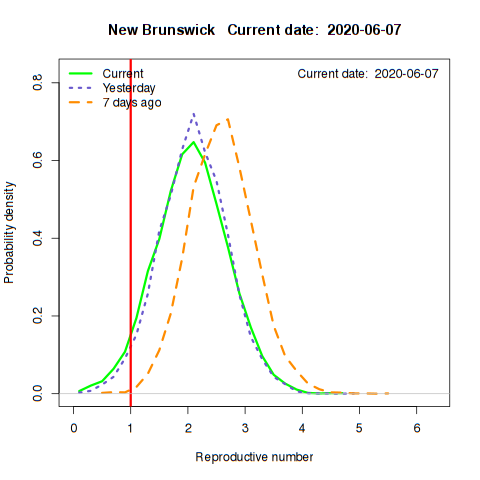 New Brunswick   Current date:  2020-06-07
Current
Yesterday
7 days ago
Current date:  2020-06-07
Probability density
0.8
0.6
0.4
0.2
0.0
0 1 2 3 4 5 6
Reproductive number